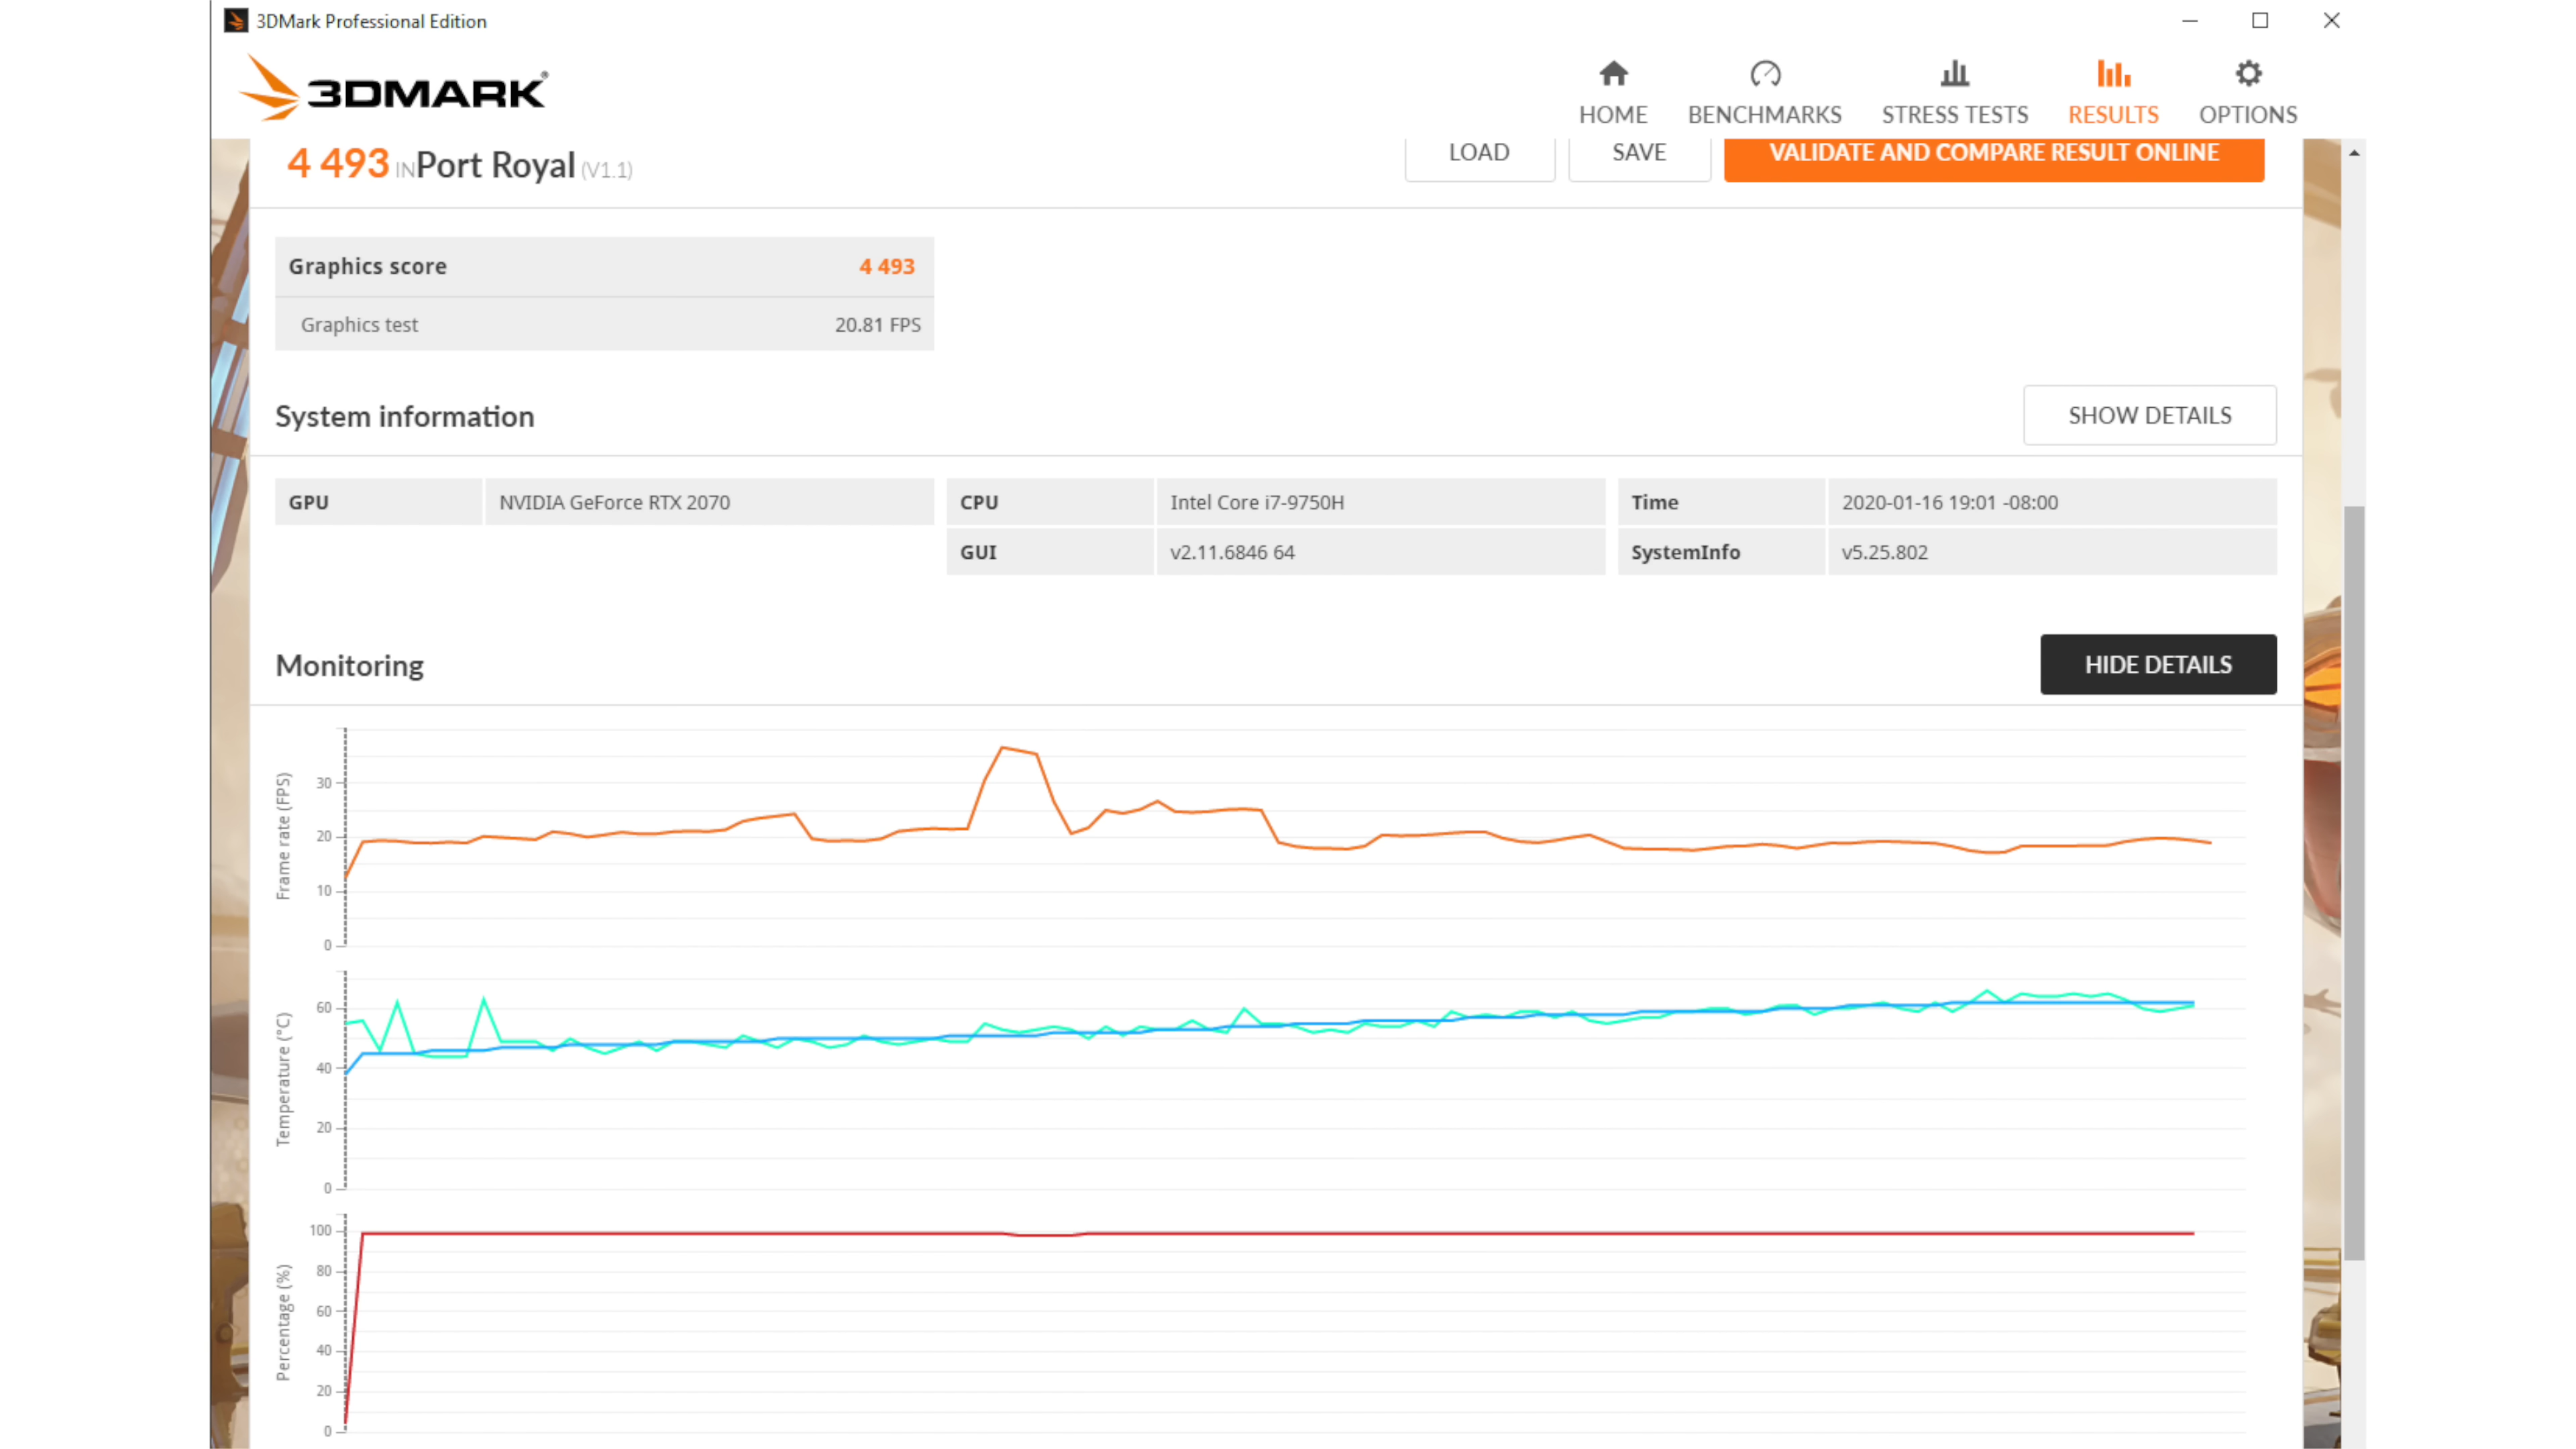 3DMark Professional Edition
3DMARK®
HOME BENCHMARKS STRESS TESTS RESULTS OPTIONS
4 493 IN Port Royal (V1.1)
LOAD SAVE VALIDATE AND COMPARE RESULT ONLINE
Graphics score 4 493
Graphics test 20.81 FPS
System information SHOW DETAILS
GPU NVIDIA GeForce RTX 2070 CPU Intel Core i7-9750H Time 2020-01-16 19:01 -08:00
GUI v2.11.6846 64 SystemInfo v5.25.802
Monitoring HIDE DETAILS
Frame rate (FPS)
30
20
10
0
Temperature (°C)
60
40
20
0
Percentage (%)
100
80
60
40
20
0